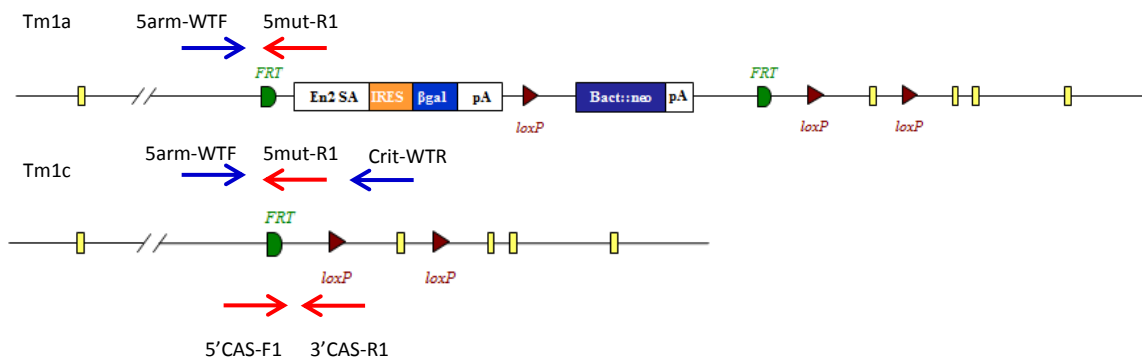 Tm1a 5arm-WTF 5mut-R1
FRT FRT
En2 SA IRES βgal pA Bact::neo pA
loxP loxP loxP
5arm-WTF 5mut-R1 Crit-WTR
Tm1c
FRT
loxP loxP
5’CAS-F1 3’CAS-R1